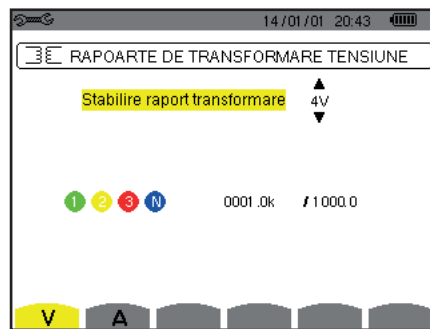 14/01/01 20:43
RAPOARTE DE TRANSFORMARE TENSIUNE
Stabilire raport transformare 4V
1 2 3 N 0001.0k / 1000.0
V A